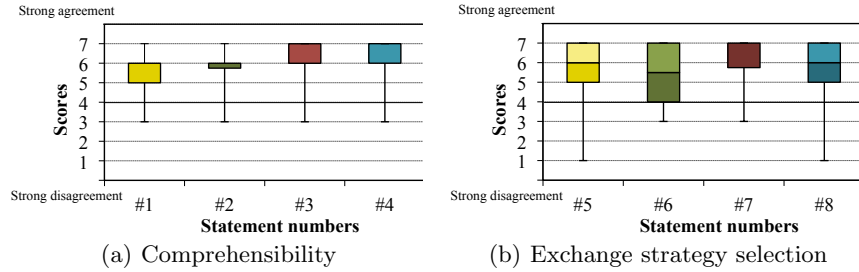 Strong agreement
7
6
5
4
3
2
1
Scores
Strong disagreement
#1 #2 #3 #4
Statement numbers
(a) Comprehensibility
Strong agreement
7
6
5
4
3
2
1
Scores
Strong disagreement
#5 #6 #7 #8
Statement numbers
(b) Exchange strategy selection